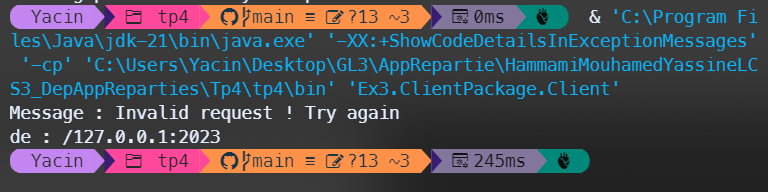 Yacin tp4 main ≡ ?13 ~3 0ms & 'C:\Program Fi
les\Java\jdk-21\bin\java.exe' '-XX:+ShowCodeDetailsInExceptionMessages'
'-cp' 'C:\Users\Yacin\Desktop\GL3\AppRepartie\HammamiMouhamedYassineLC
S3_DepAppReparties\Tp4\tp4\bin' 'Ex3.ClientPackage.Client'
Message : Invalid request ! Try again
de : /127.0.0.1:2023
Yacin tp4 main ≡ ?13 ~3 245ms